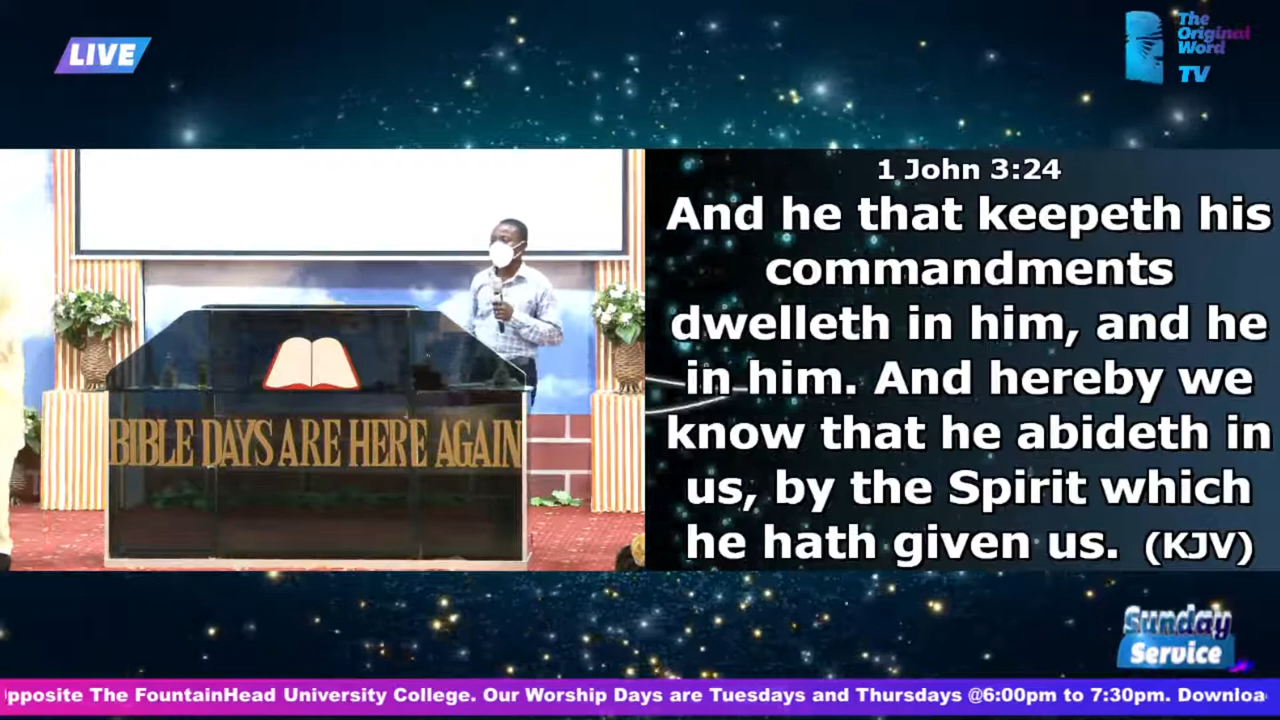 LIVE
The
Original
Word
TV
1 John 3:24
And he that keepeth his
commandments
dwelleth in him, and he
in him. And hereby we
know that he abideth in
us, by the Spirit which
he hath given us. (KJV)
BIBLE DAYS ARE HERE AGAIN
Sunday
Service
pposite The FountainHead University College. Our Worship Days are Tuesdays and Thursdays @6:00pm to 7:30pm. Downloa